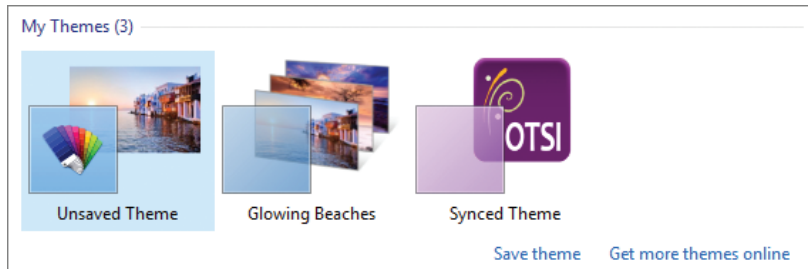 My Themes (3)
OTSI
Unsaved Theme
Glowing Beaches
Synced Theme
Save theme
Get more themes online